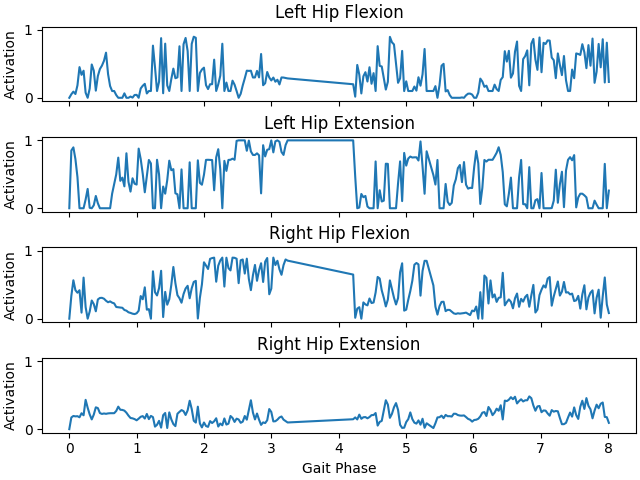 Left Hip Flexion
1
0
Activation
Left Hip Extension
1
0
Activation
Right Hip Flexion
1
0
Activation
Right Hip Extension
1
0
Activation
0 1 2 3 4 5 6 7 8
Gait Phase